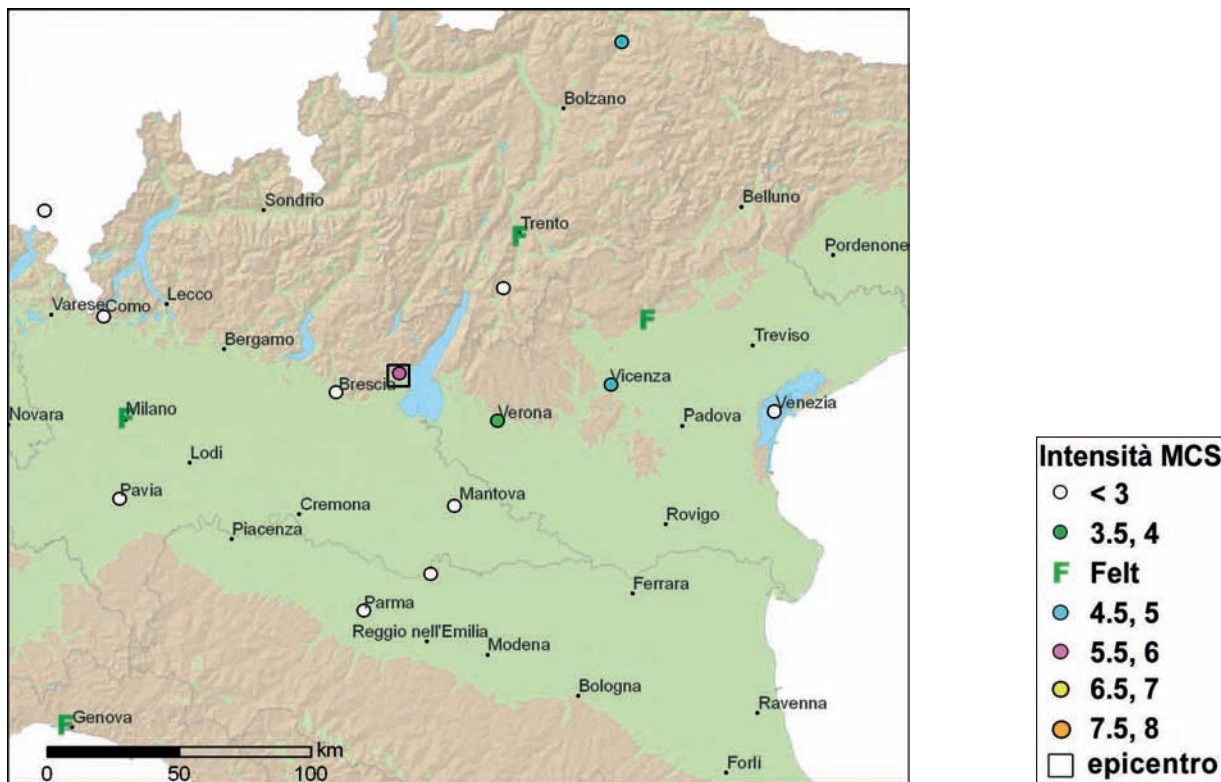 Bolzano
Sondrio
Belluno
F Trento
Pordenone
Varese Como
Lecco
F
Treviso
Bergamo
Brescia
Vicenza
Venezia
Novara
F Milano
Verona
Padova
Lodi
Pavia
Cremona
Mantova
Piacenza
Rovigo
Ferrara
Parma
Reggio nell'Emilia
Modena
Bologna
Ravenna
F Genova
km
0 50 100
Forlì
Intensità MCS
< 3
3.5, 4
F Felt
4.5, 5
5.5, 6
6.5, 7
7.5, 8
epicentro